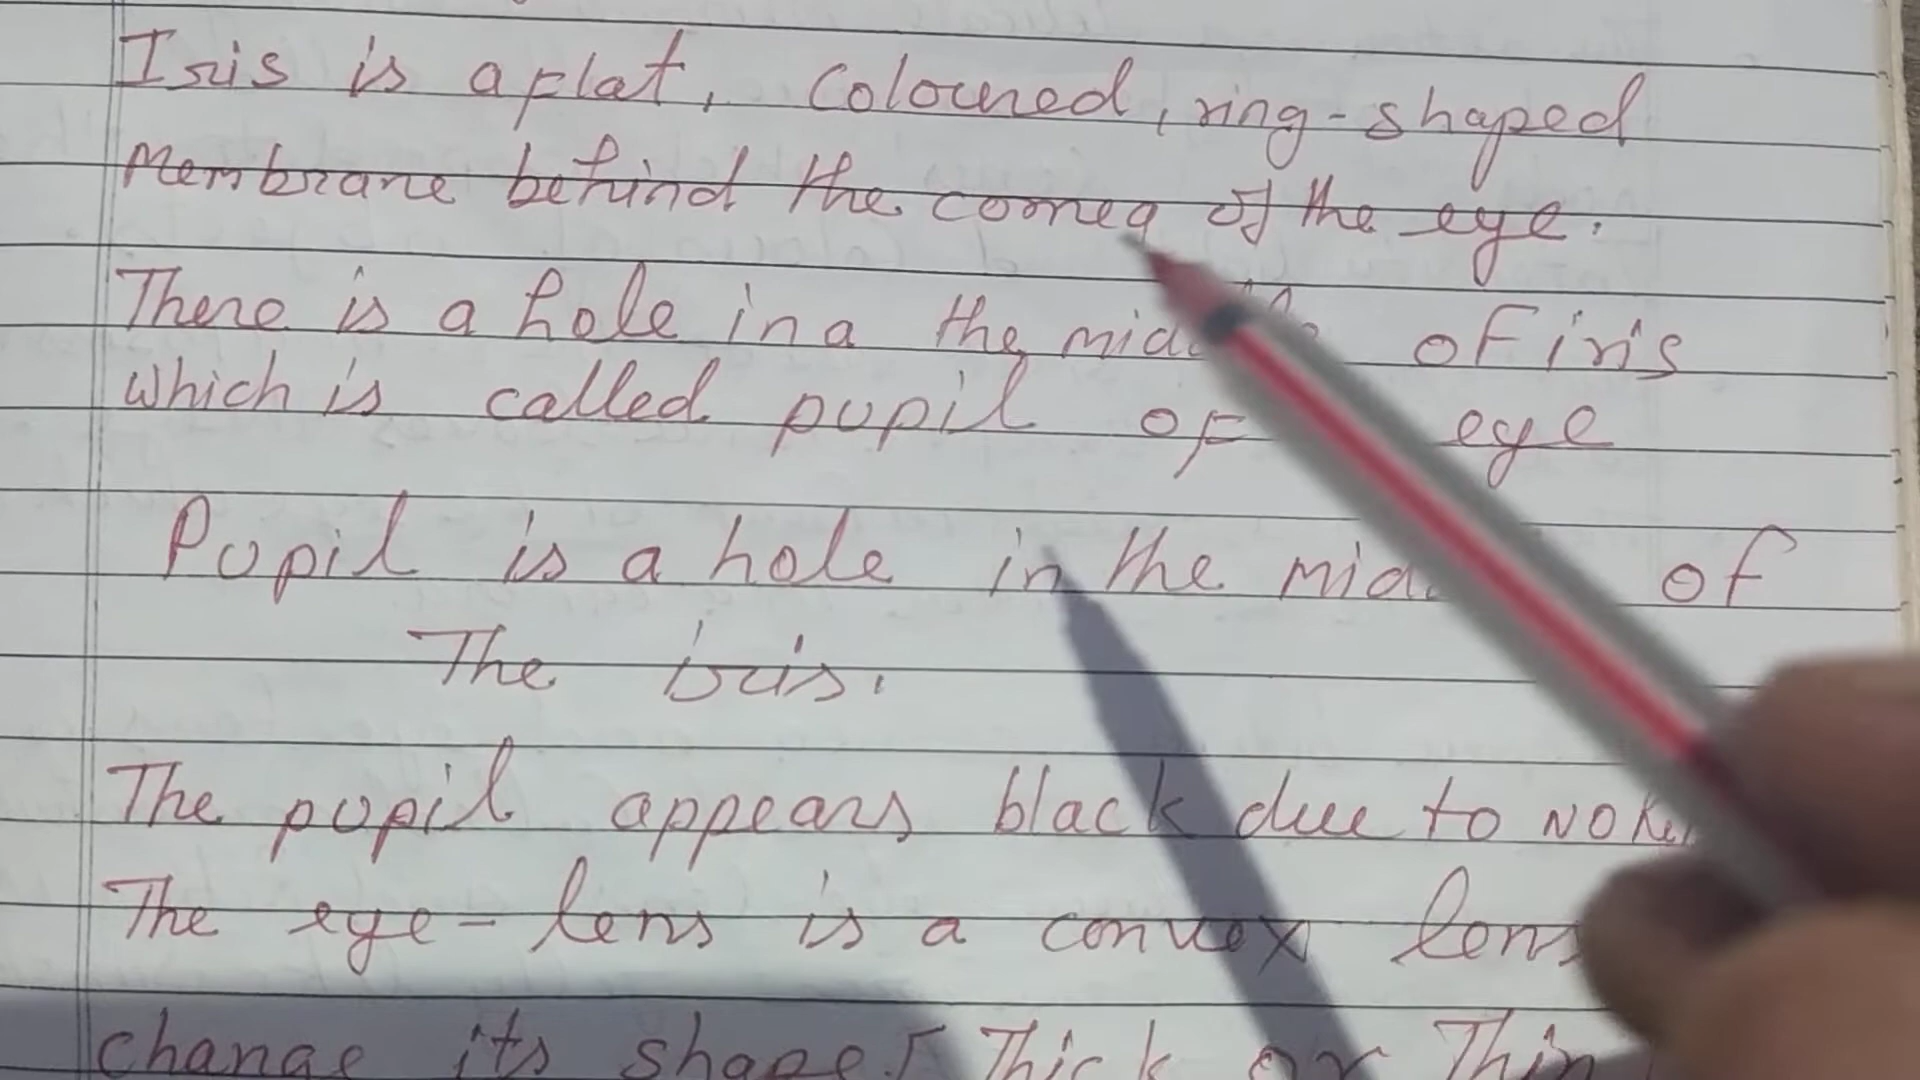 Iris is a flat, Coloured, ring-shaped
Membrane behind the cornea of the eye.
There is a hole in a the middle of iris
which is called pupil of eye
Pupil is a hole in the of
The iris.
The pupil appears black due to NO
The eye-lens is a convex lens
change its shape [Thick or Thin